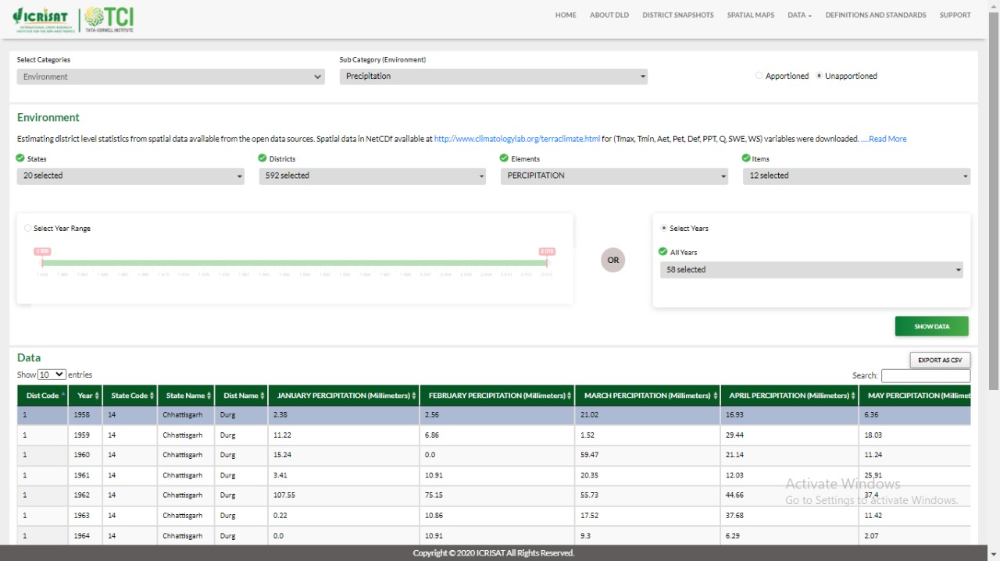 ICRISAT TCI
INTERNATIONAL CROPS RESEARCH
INSTITUTE FOR THE SEMI-ARID TROPICS
TATA-CORNELL INSTITUTE
HOME ABOUT DLD DISTRICT SNAPSHOTS SPATIAL MAPS DATA DEFINITIONS AND STANDARDS SUPPORT
Select Categories Sub Category (Environment)
Environment Precipitation Apportioned Unapportioned
Environment
Estimating district level statistics from spatial data available from the open data sources. Spatial data in NetCDf available at http://www.climatologylab.org/terraclimate.html for (Tmax, Tmin, Aet, Pet, Def, PPT, Q, SWE, WS) variables were downloaded. .....Read More
States Districts Elements Items
20 selected 592 selected PERCIPITATION 12 selected
Select Year Range Select Years
1 958 2 015
All Years
OR
58 selected
SHOW DATA
Data
EXPORT AS CSV
Show 10 entries Search:
Dist Code Year State Code State Name Dist Name JANUARY PERCIPITATION (Millimeters) FEBRUARY PERCIPITATION (Millimeters) MARCH PERCIPITATION (Millimeters) APRIL PERCIPITATION (Millimeters) MAY PERCIPITATION (Millimet
1 1958 14 Chhattisgarh Durg 2.38 2.56 21.02 16.93 6.36
1 1959 14 Chhattisgarh Durg 11.22 6.86 1.52 29.44 18.03
1 1960 14 Chhattisgarh Durg 15.24 0.0 59.47 21.14 11.24
1 1961 14 Chhattisgarh Durg 3.41 10.91 20.35 12.03 25.91
Activate Windows
1 1962 14 Chhattisgarh Durg 107.55 75.15 55.73 44.66 37.4
Go to Settings to activate Windows.
1 1963 14 Chhattisgarh Durg 0.22 10.86 17.52 37.68 11.42
1 1964 14 Chhattisgarh Durg 0.0 10.91 9.3 6.29 2.07
Copyright © 2020 ICRISAT All Rights Reserved.